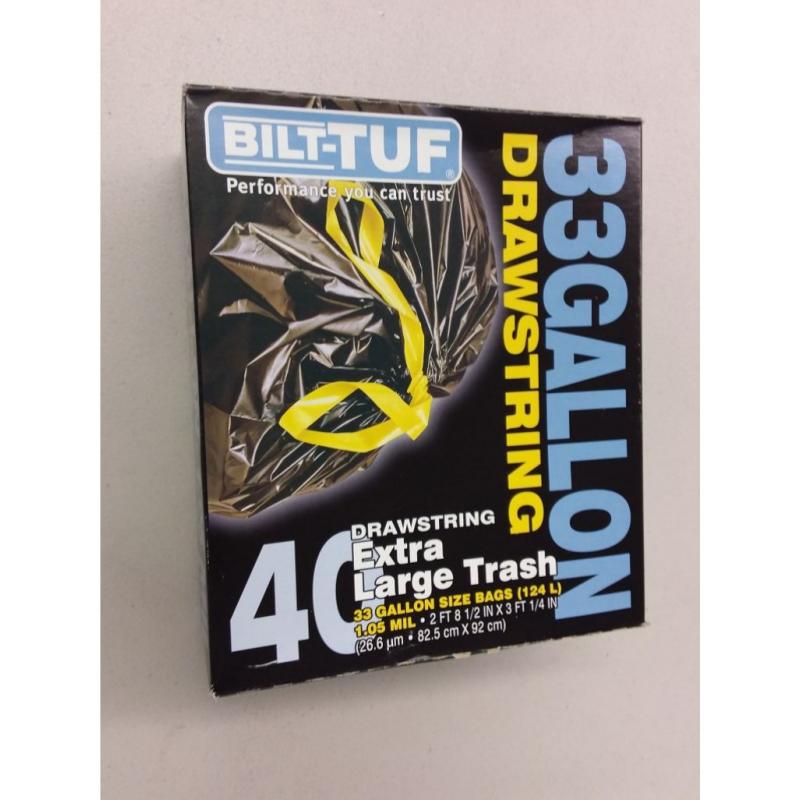 BILT-TUF®
Performance you can trust
33GALLON
DRAWSTRING
40
DRAWSTRING
Extra
Large Trash
33 GALLON SIZE BAGS (124 L)
1.05 MIL • 2 FT 8 1/2 IN X 3 FT 1/4 IN
(26.6 µm • 82.5 cm X 92 cm)